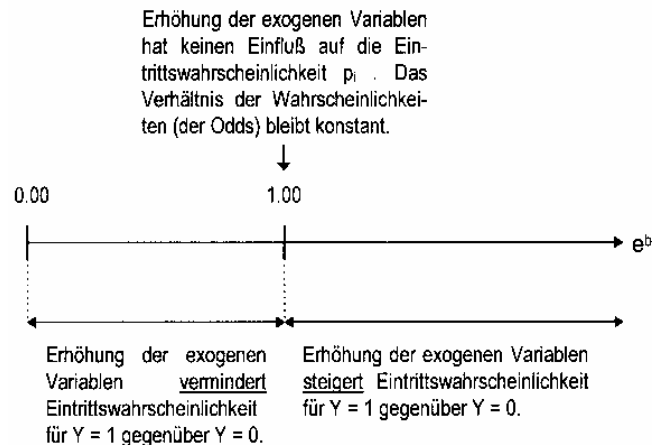 Erhöhung der exogenen Variablen
hat keinen Einfluß auf die Ein-
trittswahrscheinlichkeit pi . Das
Verhältnis der Wahrscheinlichkei-
ten (der Odds) bleibt konstant.
0.00 1.00
eb
Erhöhung der exogenen
Variablen vermindert
Eintrittswahrscheinlichkeit
für Y = 1 gegenüber Y = 0.
Erhöhung der exogenen Variablen
steigert Eintrittswahrscheinlichkeit
für Y = 1 gegenüber Y = 0.